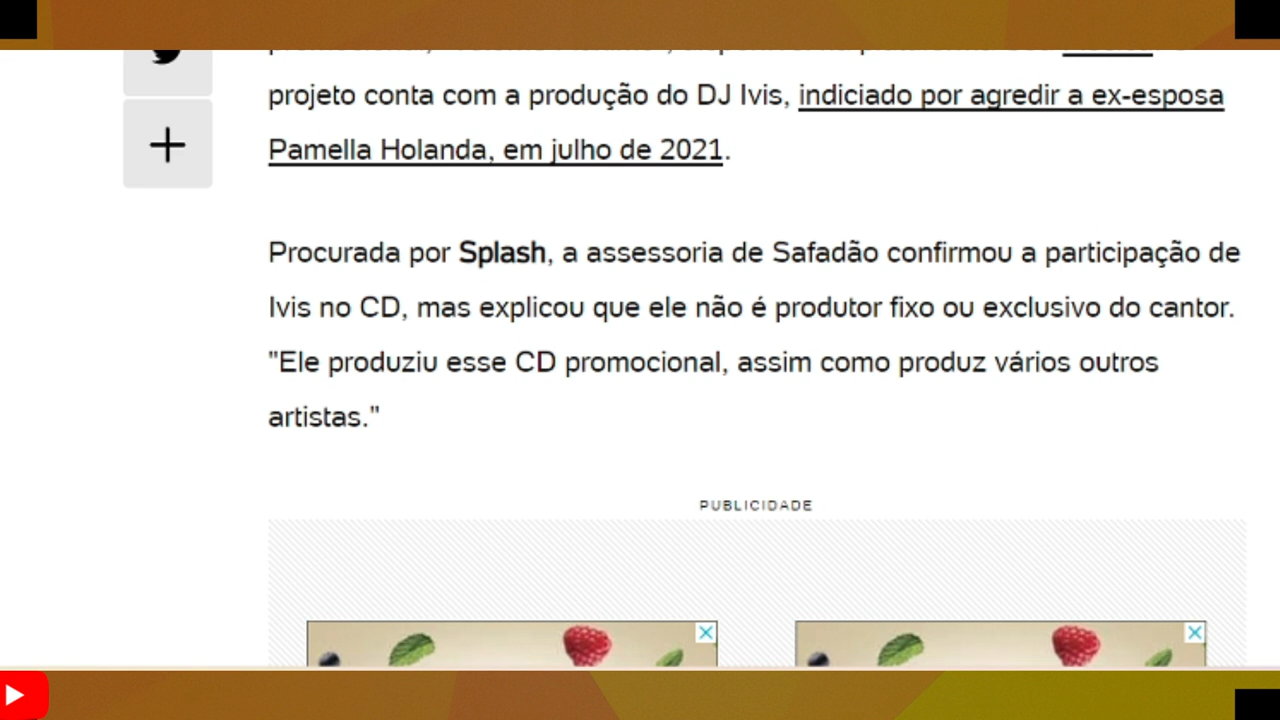 projeto conta com a produção do DJ Ivis, indiciado por agredir a ex-esposa
Pamella Holanda, em julho de 2021.
Procurada por Splash, a assessoria de Safadão confirmou a participação de
Ivis no CD, mas explicou que ele não é produtor fixo ou exclusivo do cantor.
"Ele produziu esse CD promocional, assim como produz vários outros
artistas."
PUBLICIDADE